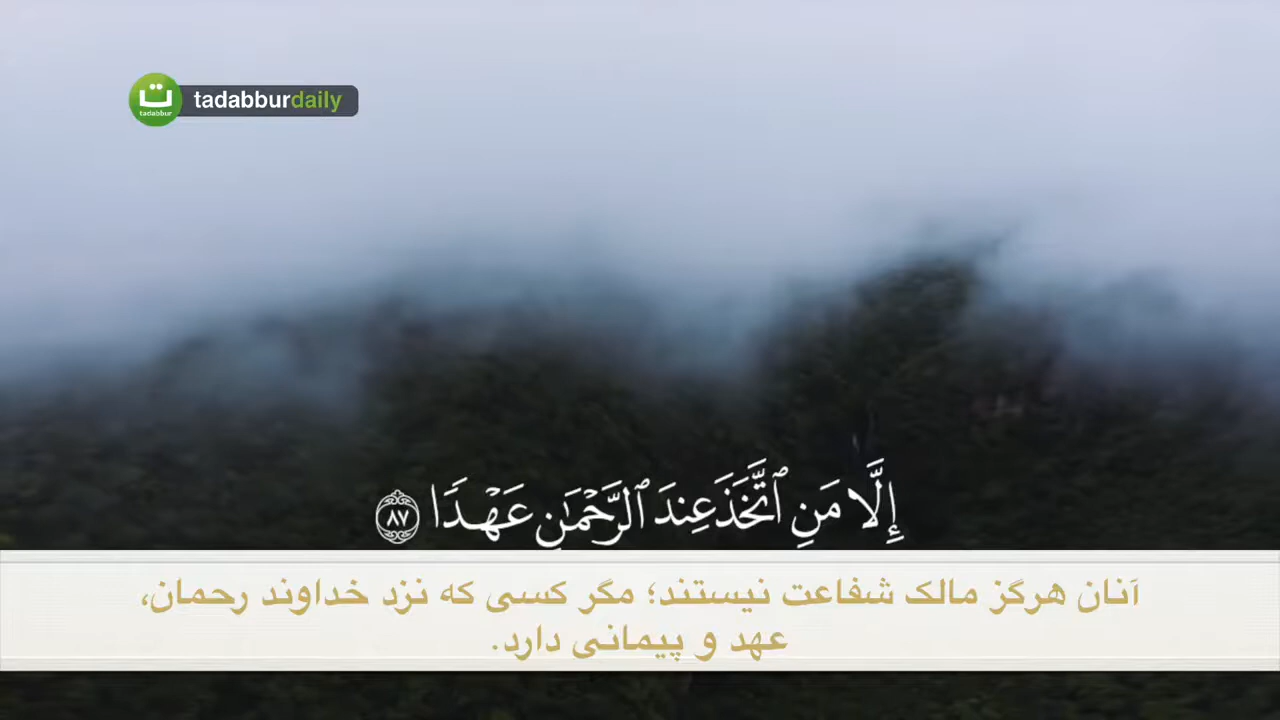 ت
tadabbur
tadabburdaily
إِلَّا مَنِ ٱتَّخَذَ عِندَ ٱلرَّحْمَٰنِ عَهْدًا ٨٧
آنان هرگز مالک شفاعت نیستند؛ مگر کسی که نزد خداوند رحمان،
عهد و پیمانی دارد.